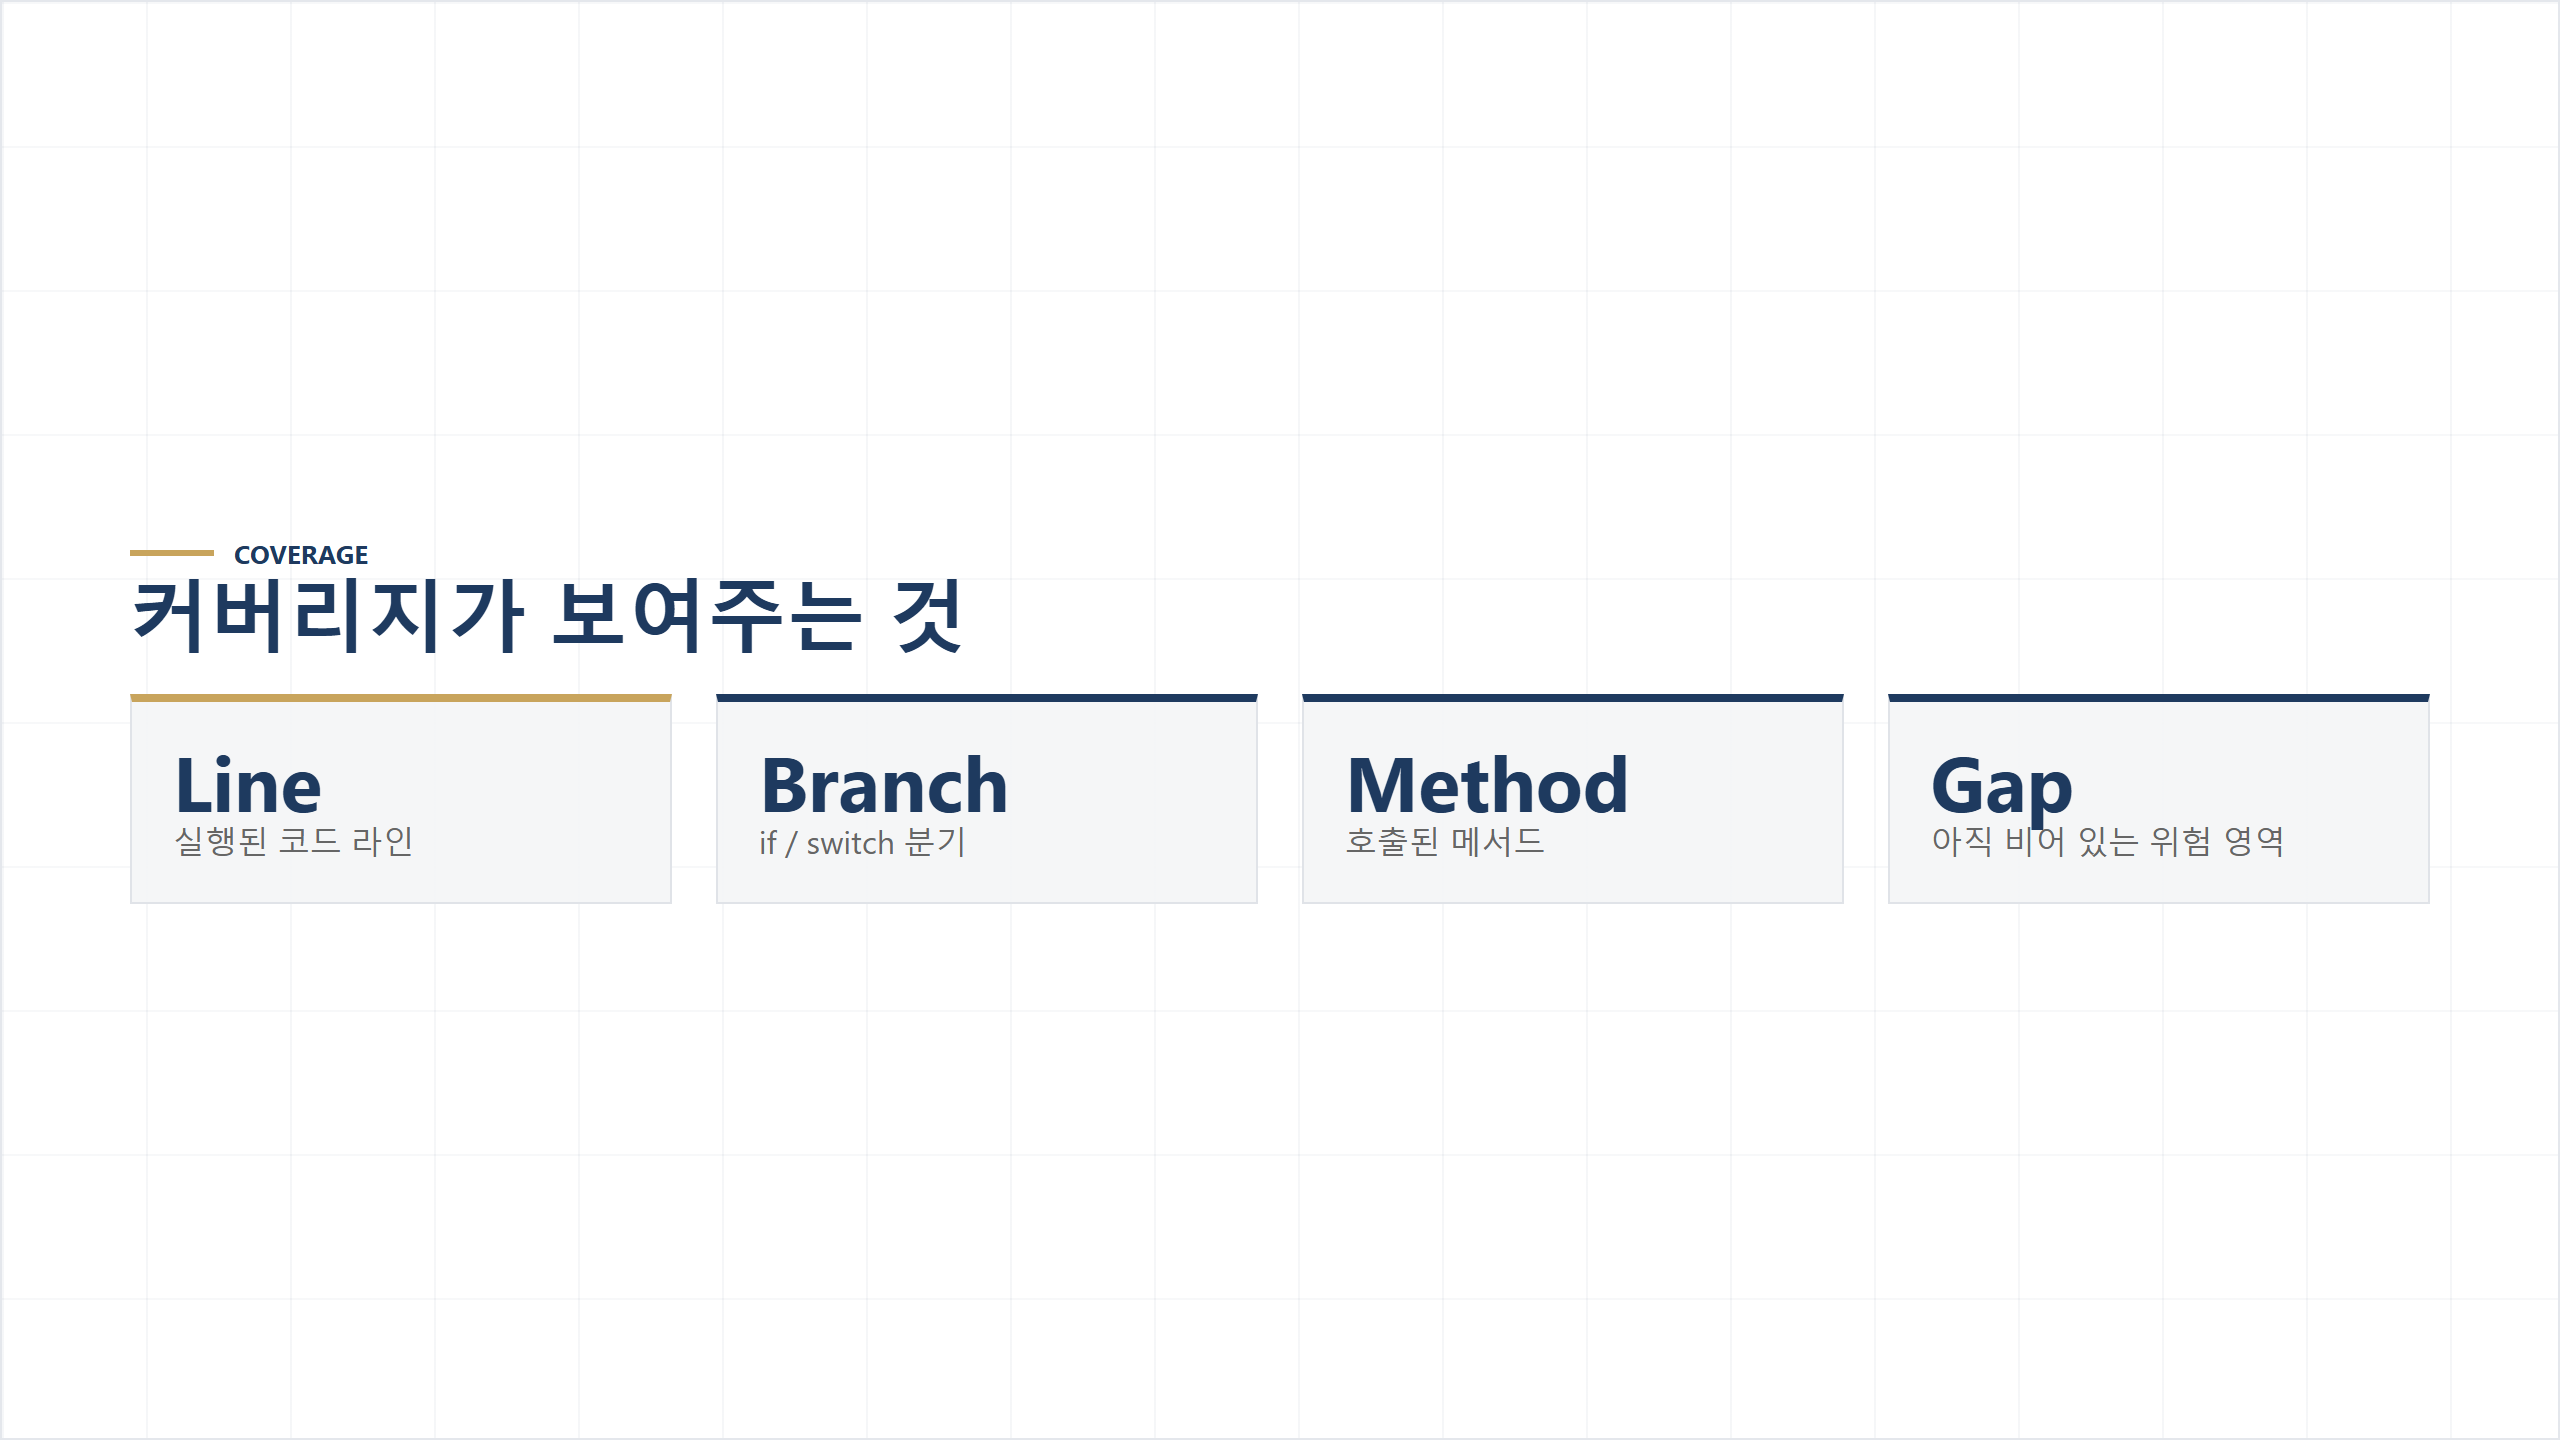 COVERAGE
커버리지가 보여주는 것
Line
실행된 코드 라인
Branch
if / switch 분기
Method
호출된 메서드
Gap
아직 비어 있는 위험 영역